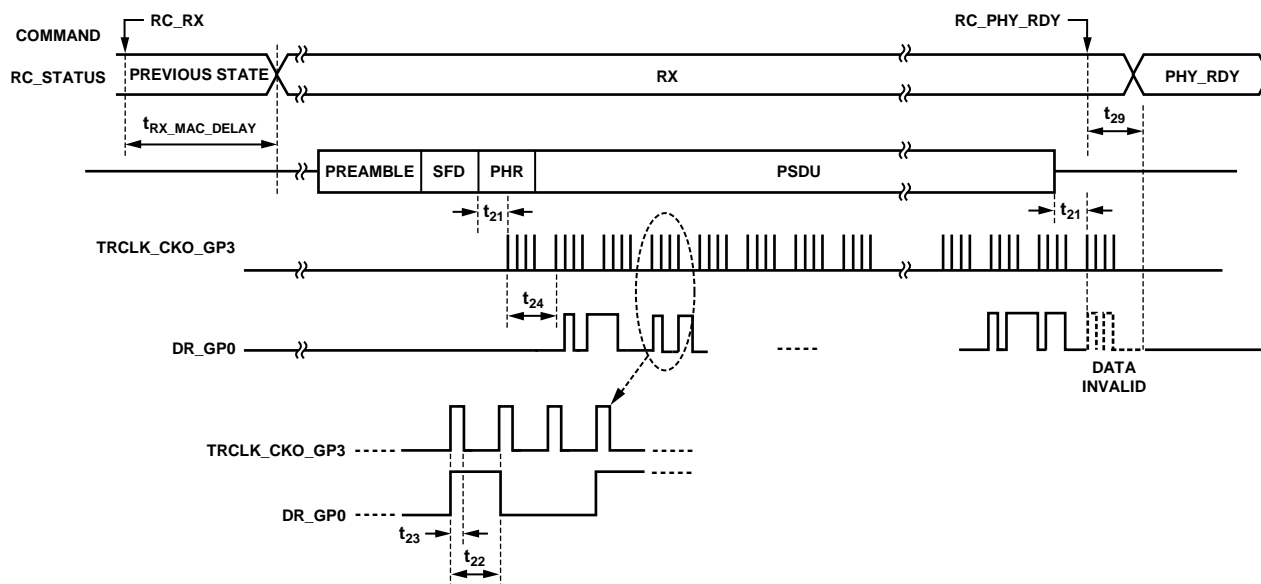 RC_RX
RC_PHY_RDY
COMMAND
RC_STATUS
PREVIOUS STATE
RX
PHY_RDY
tRX_MAC_DELAY
t29
PREAMBLE
SFD
PHR
PSDU
t21
t21
TRCLK_CKO_GP3
t24
DR_GP0
DATA
INVALID
TRCLK_CKO_GP3
DR_GP0
t23
t22